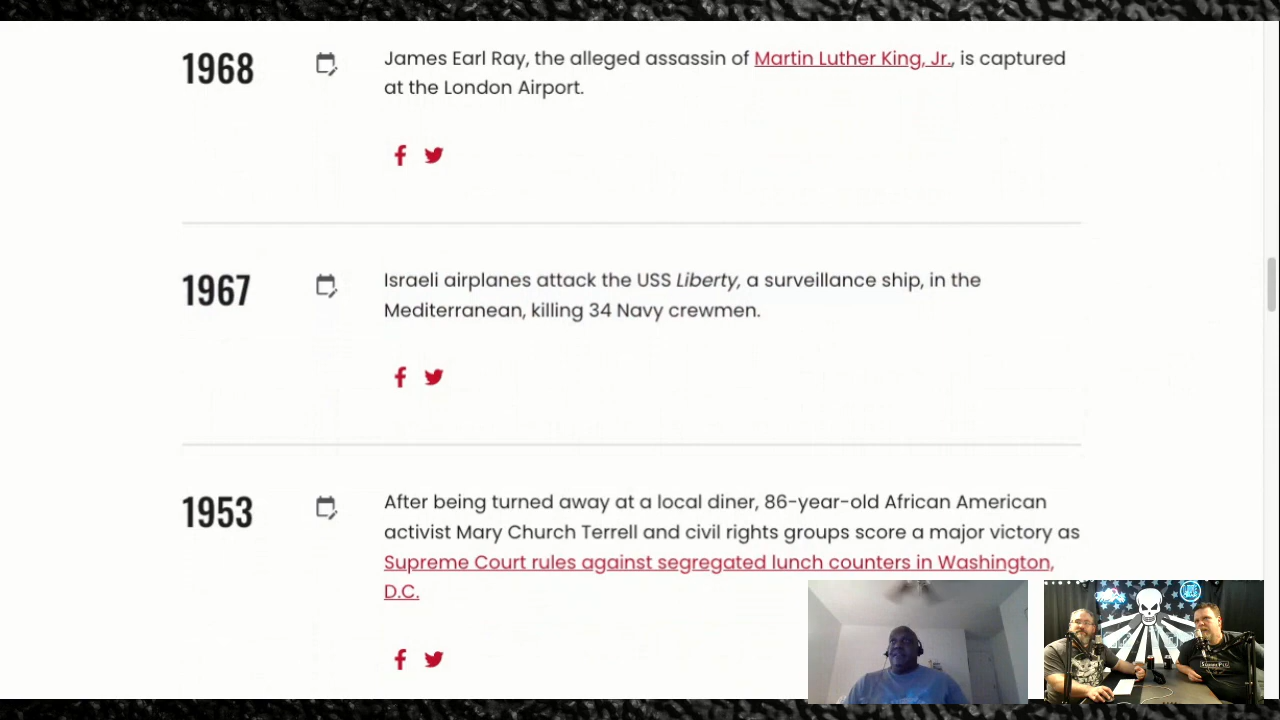 1968
James Earl Ray, the alleged assassin of Martin Luther King, Jr., is captured
at the London Airport.
1967
Israeli airplanes attack the USS Liberty, a surveillance ship, in the
Mediterranean, killing 34 Navy crewmen.
1953
After being turned away at a local diner, 86-year-old African American
activist Mary Church Terrell and civil rights groups score a major victory as
Supreme Court rules against segregated lunch counters in Washington,
D.C.